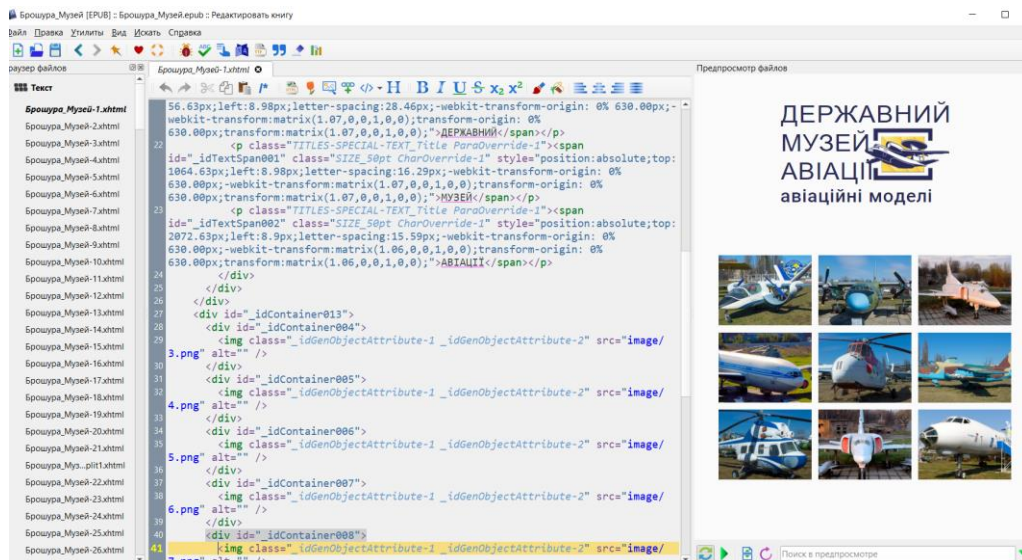 Брошура_Музей [EPUB] :: Брошура_Музей.epub :: Редактировать книгу
Файл Правка Утилиты Вид Искать Справка
раузер файлов
Текст
Брошура_Музей-1.xhtml
Брошура_Музей-2.xhtml
Брошура_Музей-3.xhtml
Брошура_Музей-4.xhtml
Брошура_Музей-5.xhtml
Брошура_Музей-6.xhtml
Брошура_Музей-7.xhtml
Брошура_Музей-8.xhtml
Брошура_Музей-9.xhtml
Брошура_Музей-10.xhtml
Брошура_Музей-11.xhtml
Брошура_Музей-12.xhtml
Брошура_Музей-13.xhtml
Брошура_Музей-14.xhtml
Брошура_Музей-15.xhtml
Брошура_Музей-16.xhtml
Брошура_Музей-17.xhtml
Брошура_Музей-18.xhtml
Брошура_Музей-19.xhtml
Брошура_Музей-20.xhtml
Брошура_Музей-21.xhtml
Брошура_Муз...plit1.xhtml
Брошура_Музей-22.xhtml
Брошура_Музей-23.xhtml
Брошура_Музей-24.xhtml
Брошура_Музей-25.xhtml
Брошура_Музей-26.xhtml
Брошура_Музей-1.xhtml
H B I U S x₂ x²
56.63px;left:8.98px;letter-spacing:28.46px;-webkit-transform-origin: 0% 630.00px;-
webkit-transform:matrix(1.07,0,0,1,0,0);transform-origin: 0%
630.00px;transform:matrix(1.07,0,0,1,0,0);">ДЕРЖАВНИЙ</span></p>
22 <p class="TITLES-SPECIAL-TEXT_Title ParaOverride-1"><span
id="_idTextSpan001" class="SIZE_50pt CharOverride-1" style="position:absolute;top:
1064.63px;left:8.98px;letter-spacing:16.29px;-webkit-transform-origin: 0%
630.00px;-webkit-transform:matrix(1.07,0,0,1,0,0);transform-origin: 0%
630.00px;transform:matrix(1.07,0,0,1,0,0);">МУЗЕЙ</span></p>
23 <p class="TITLES-SPECIAL-TEXT_Title ParaOverride-1"><span
id="_idTextSpan002" class="SIZE_50pt CharOverride-1" style="position:absolute;top:
2072.63px;left:8.9px;letter-spacing:15.59px;-webkit-transform-origin: 0%
630.00px;-webkit-transform:matrix(1.06,0,0,1,0,0);transform-origin: 0%
630.00px;transform:matrix(1.06,0,0,1,0,0);">АВІАЦІЇ</span></p>
24 </div>
25 </div>
26 </div>
27 <div id="_idContainer013">
28 <div id="_idContainer004">
29 <img class="_idGenObjectAttribute-1 _idGenObjectAttribute-2" src="image/
3.png" alt="" />
30 </div>
31 <div id="_idContainer005">
32 <img class="_idGenObjectAttribute-1 _idGenObjectAttribute-2" src="image/
4.png" alt="" />
33 </div>
34 <div id="_idContainer006">
35 <img class="_idGenObjectAttribute-1 _idGenObjectAttribute-2" src="image/
5.png" alt="" />
36 </div>
37 <div id="_idContainer007">
38 <img class="_idGenObjectAttribute-1 _idGenObjectAttribute-2" src="image/
6.png" alt="" />
39 </div>
40 <div id="_idContainer008">
41 <img class="_idGenObjectAttribute-1 _idGenObjectAttribute-2" src="image/
Предпросмотр файлов
ДЕРЖАВНИЙ
МУЗЕЙ
АВІАЦІЇ
авіаційні моделі
Поиск в предпросмотре